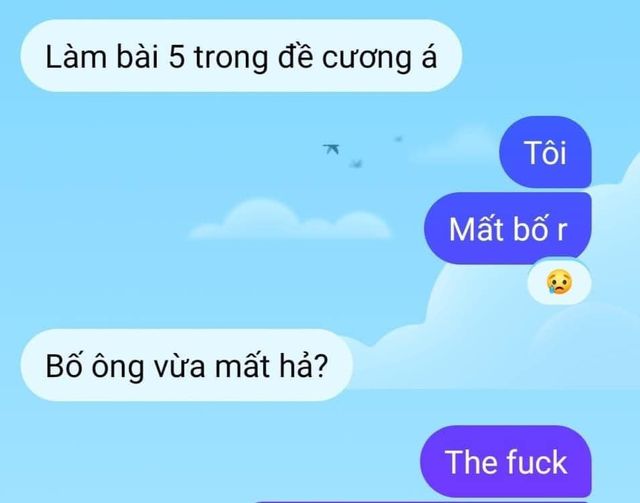 Làm bài 5 trong đề cương á
Tôi
Mất bố r
Bố ông vừa mất hả?
The fuck